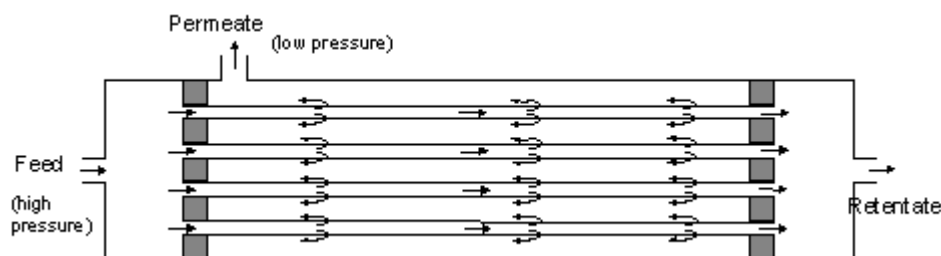 Permeate
(low pressure)
Feed
(high
pressure)
Retentate